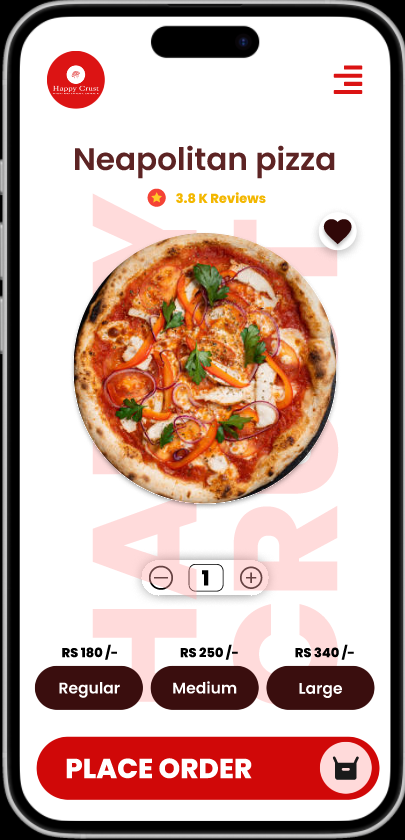 Happy Crust
Neapolitan pizza
3.8 K Reviews
HAPPY
CRUST
1
RS 180 /-
RS 250 /-
RS 340 /-
Regular
Medium
Large
PLACE ORDER